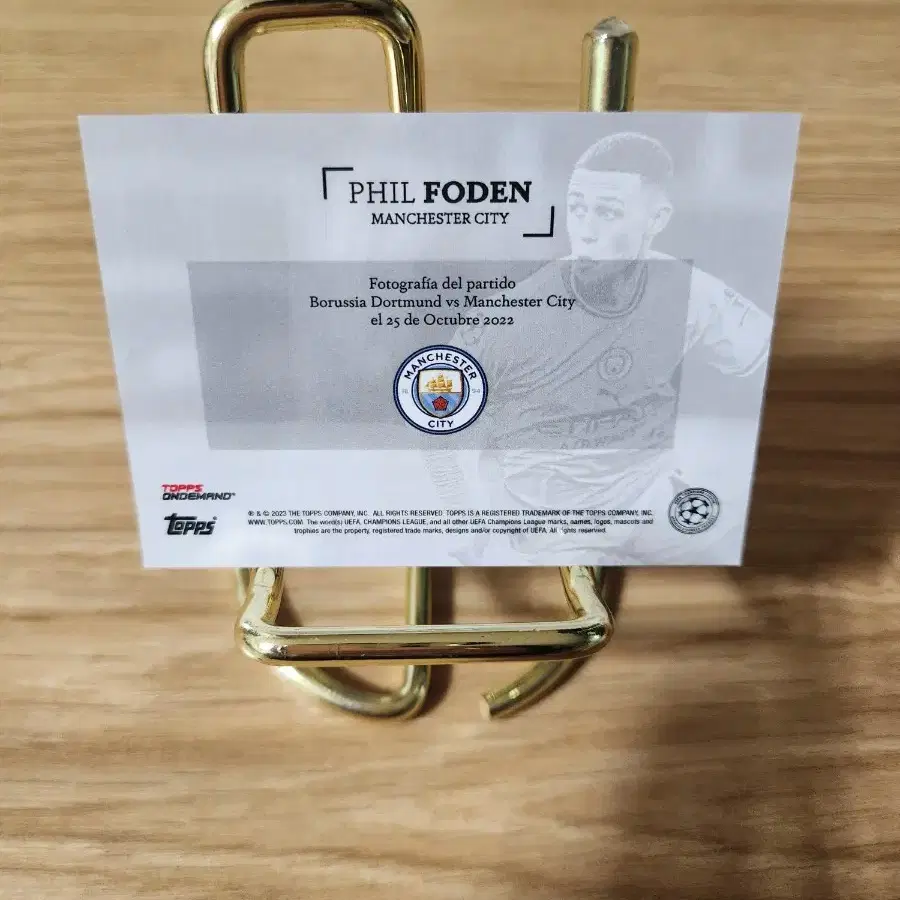 PHIL FODEN
MANCHESTER CITY
Fotografía del partido
Borussia Dortmund vs Manchester City
el 25 de Octubre 2022
MANCHESTER
18 94
CITY
TOPPS
ONDEMAND
® & © 2023 THE TOPPS COMPANY, INC. ALL RIGHTS RESERVED. TOPPS IS A REGISTERED TRADEMARK OF THE TOPPS COMPANY, INC.
topps
WWW.TOPPS.COM. The word(s) UEFA, CHAMPIONS LEAGUE, and all other UEFA Champions League marks, names, logos, mascots and
trophies are the property, registered trade marks, designs and/or copyright of UEFA. All rights reserved.